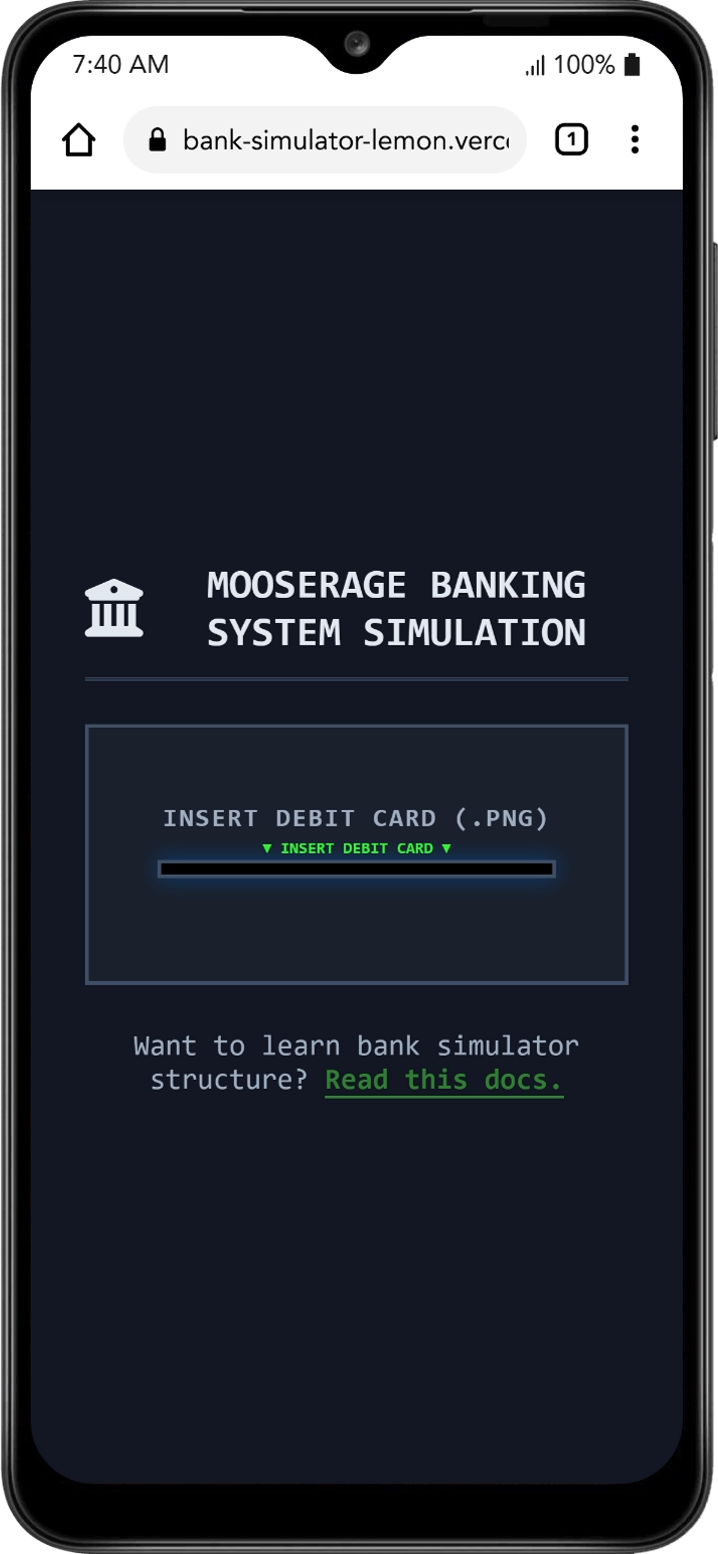 7:40 AM
100%
bank-simulator-lemon.verc
1
MOOSERAGE BANKING
SYSTEM SIMULATION
INSERT DEBIT CARD (.PNG)
▼ INSERT DEBIT CARD ▼
Want to learn bank simulator
structure? Read this docs.